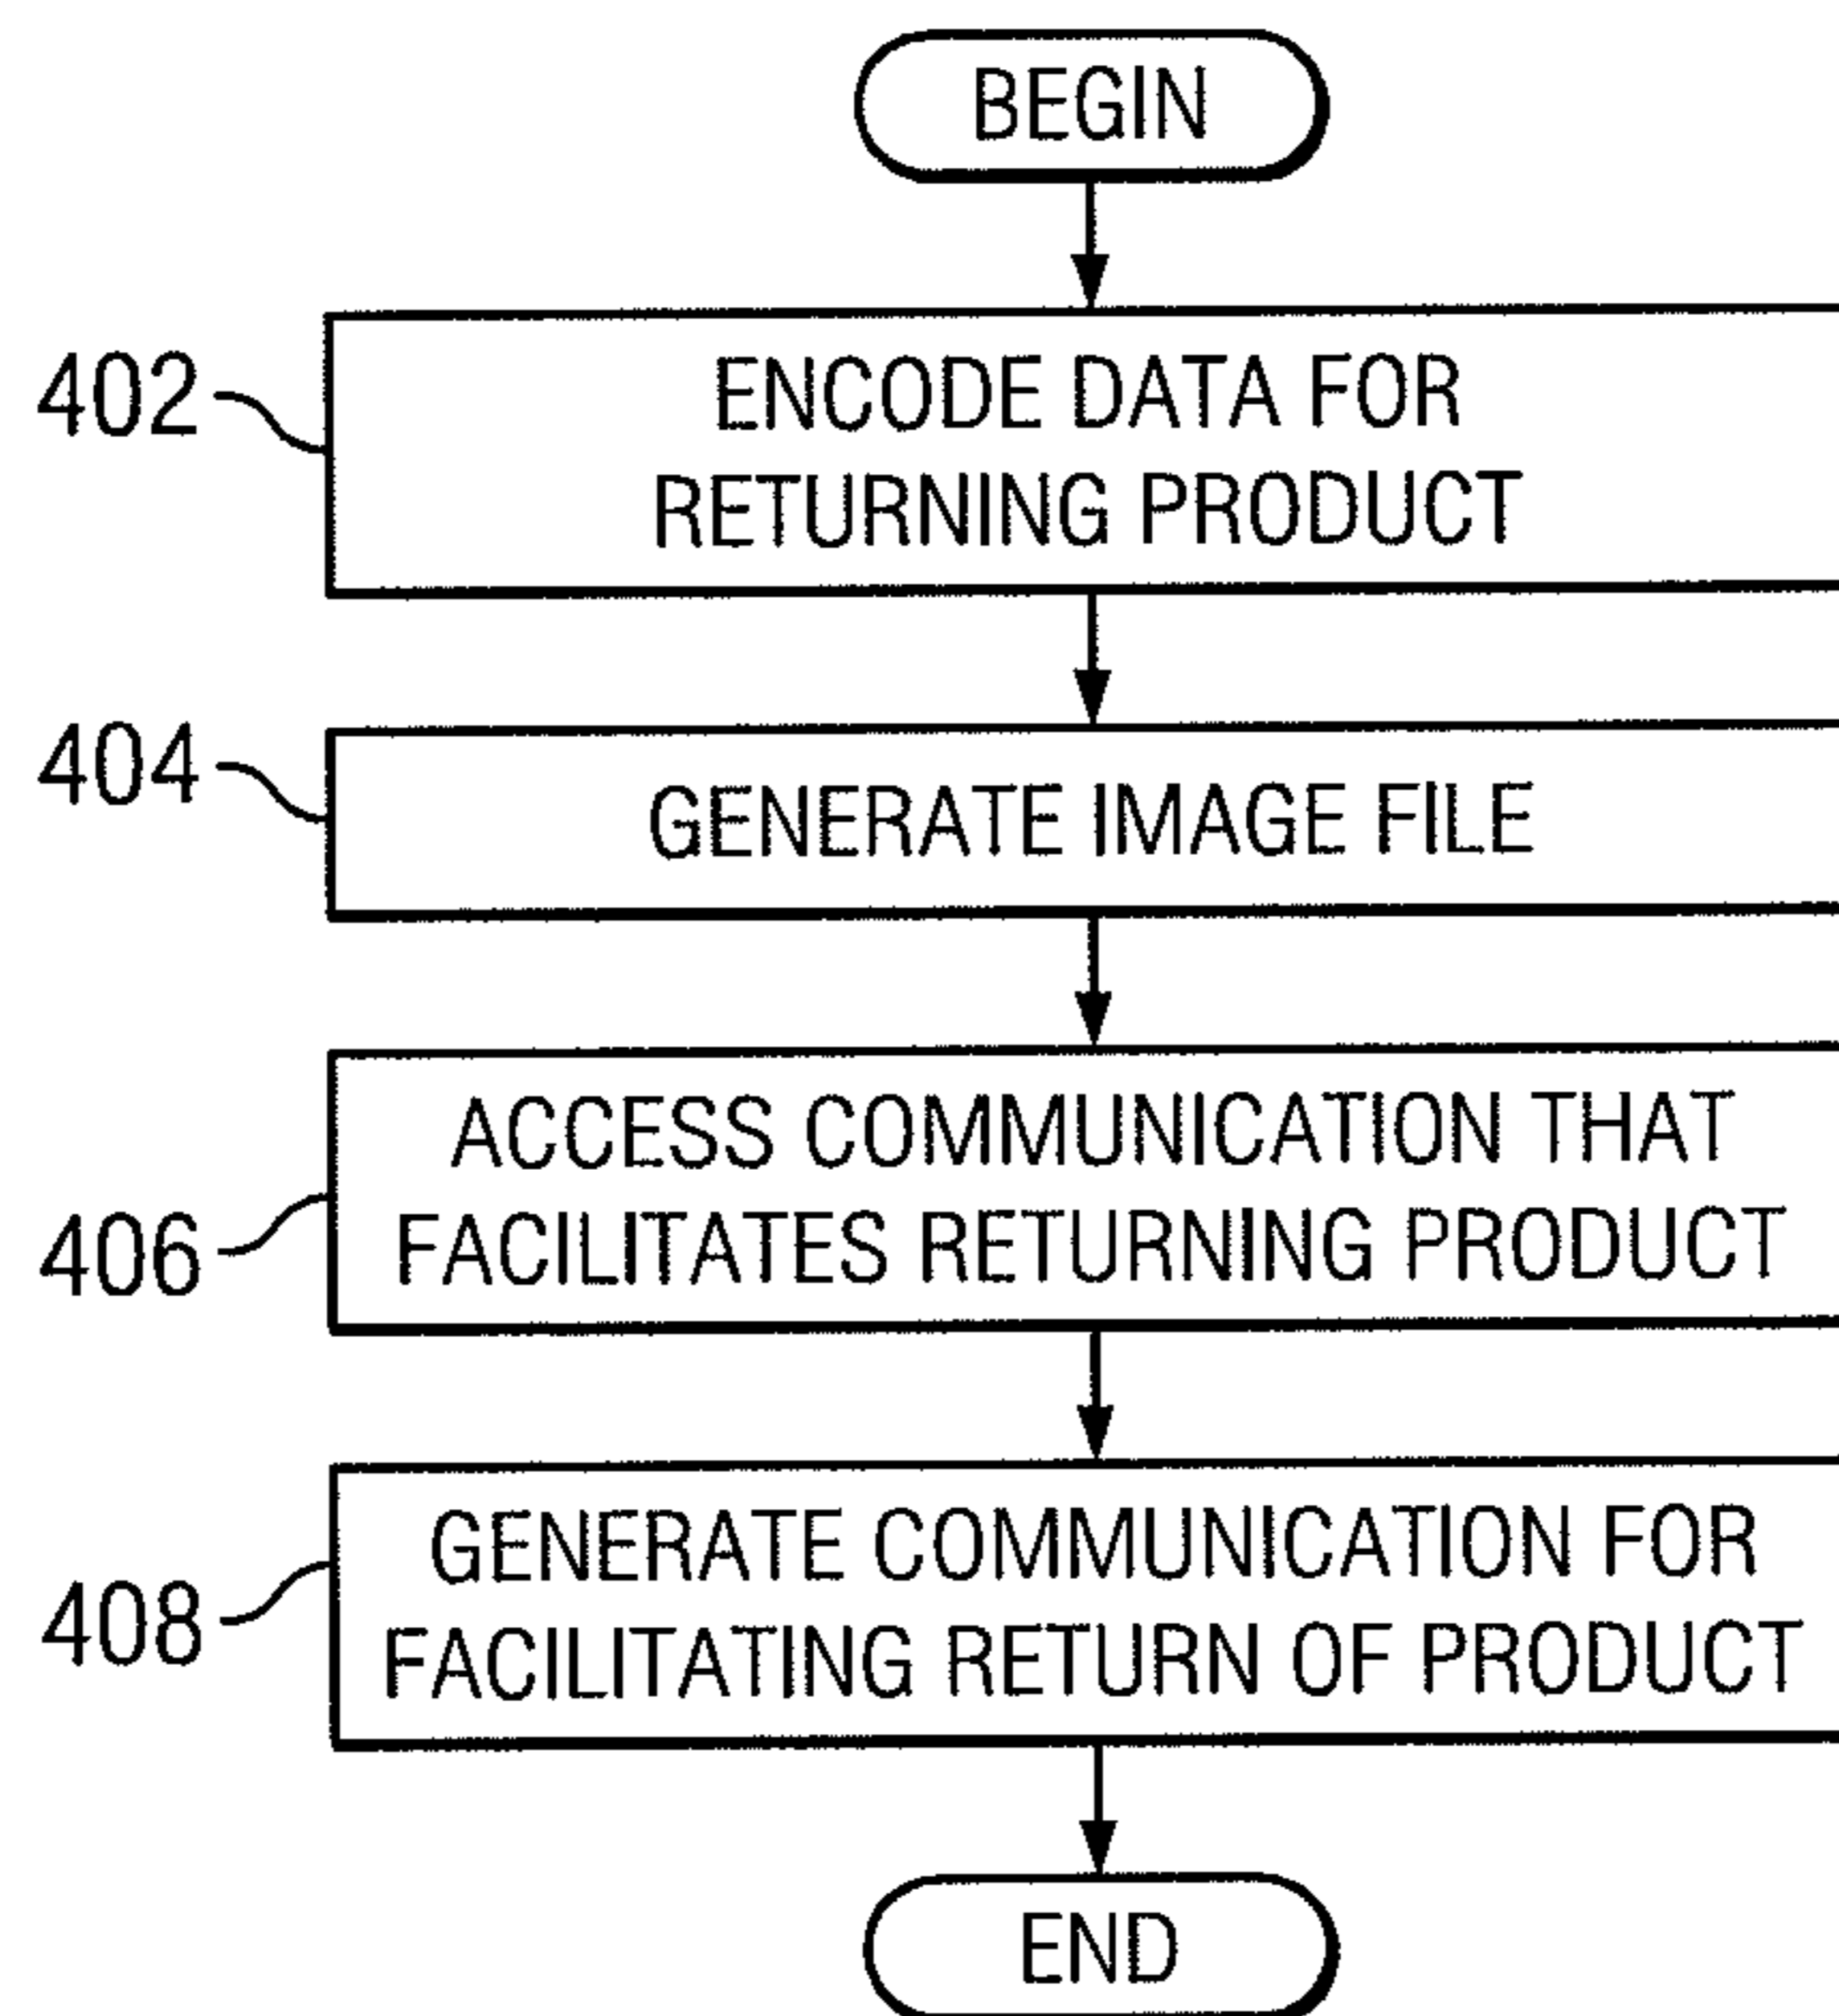 BEGIN
402
ENCODE DATA FOR
RETURNING PRODUCT
404
GENERATE IMAGE FILE
406
ACCESS COMMUNICATION THAT
FACILITATES RETURNING PRODUCT
408
GENERATE COMMUNICATION FOR
FACILITATING RETURN OF PRODUCT
END